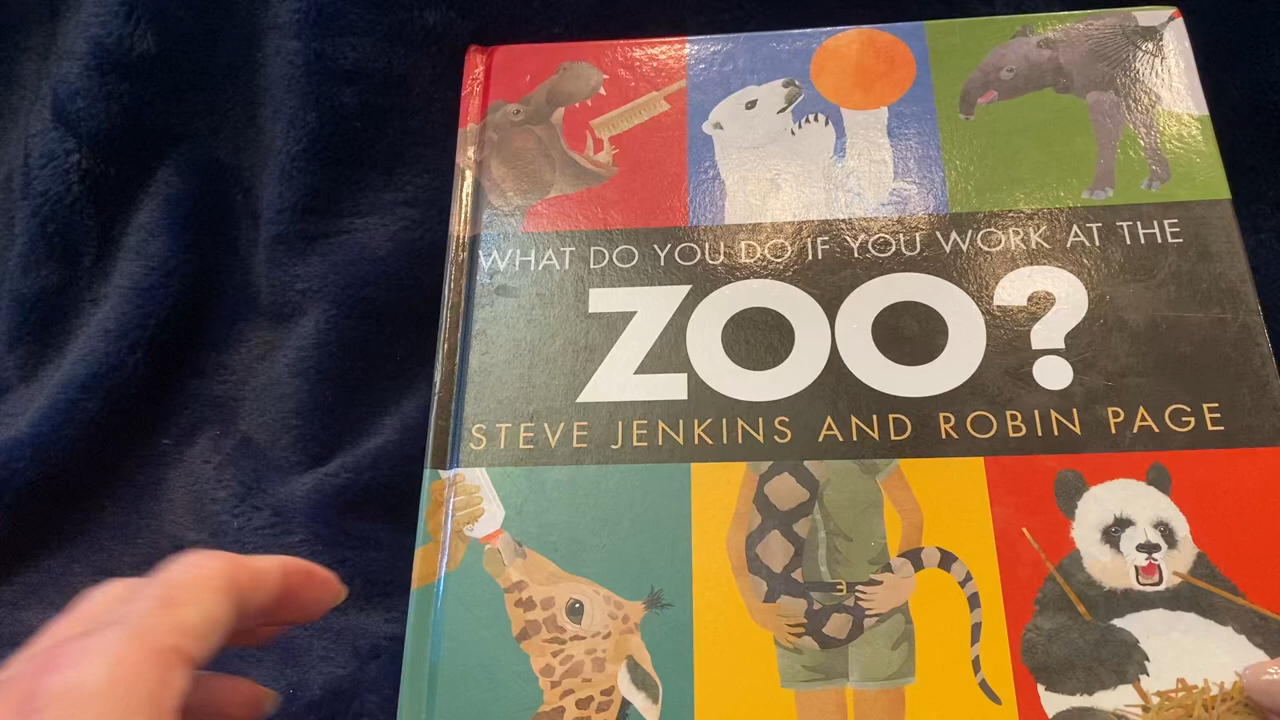 WHAT DO YOU DO IF YOU WORK AT THE
ZOO?
STEVE JENKINS AND ROBIN PAGE